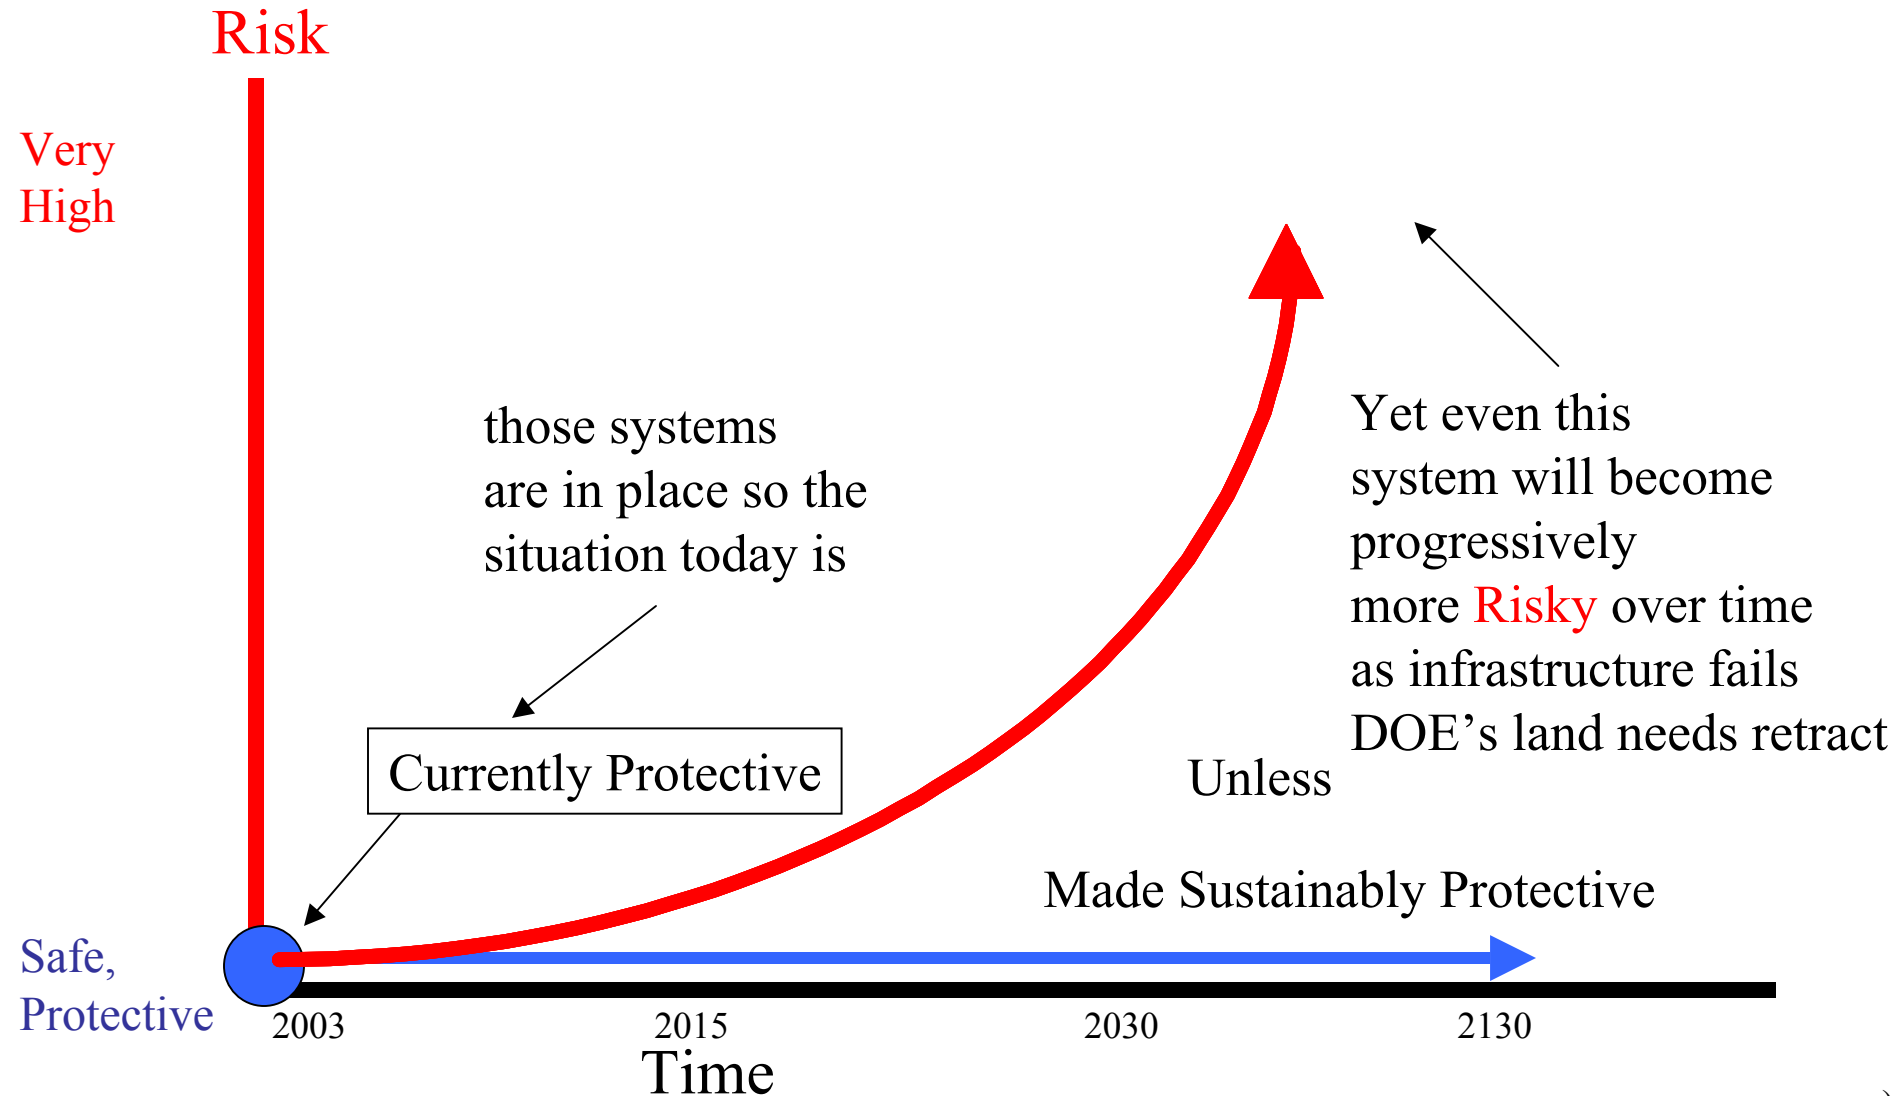 Risk
Very
High
those systems
are in place so the
situation today is
Yet even this
system will become
progressively
more Risky over time
as infrastructure fails
DOE’s land needs retract
Currently Protective
Unless
Made Sustainably Protective
Safe,
Protective
2003 2015 2030 2130
Time
)